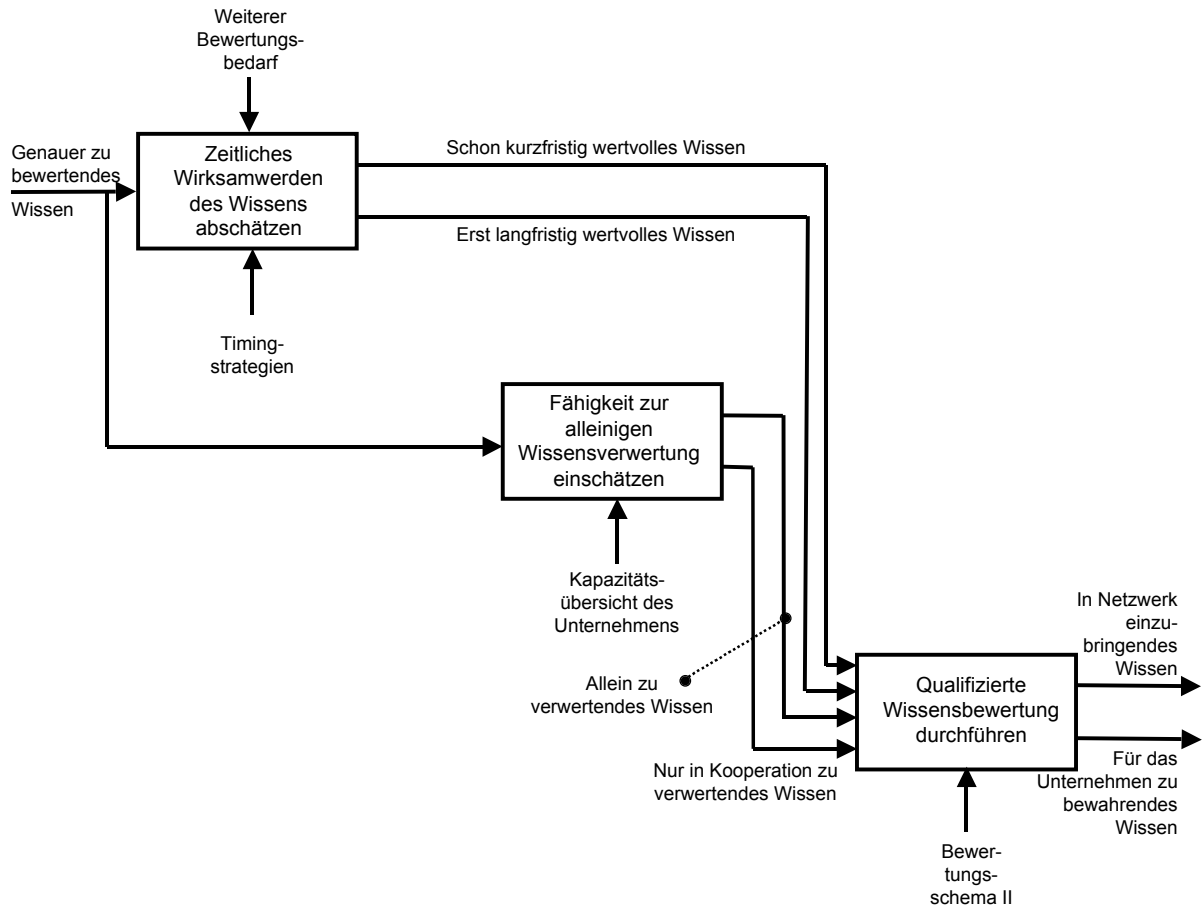 Weiterer
Bewertungs-
bedarf
Genauer zu
bewertendes
Wissen
Zeitliches
Wirksamwerden
des Wissens
abschätzen
Schon kurzfristig wertvolles Wissen
Erst langfristig wertvolles Wissen
Timing-
strategien
Fähigkeit zur
alleinigen
Wissensverwertung
einschätzen
Kapazitäts-
übersicht des
Unternehmens
Allein zu
verwertendes Wissen
Nur in Kooperation zu
verwertendes Wissen
Qualifizierte
Wissensbewertung
durchführen
In Netzwerk
einzu-
bringendes
Wissen
Für das
Unternehmen zu
bewahrendes
Wissen
Bewer-
tungs-
schema II